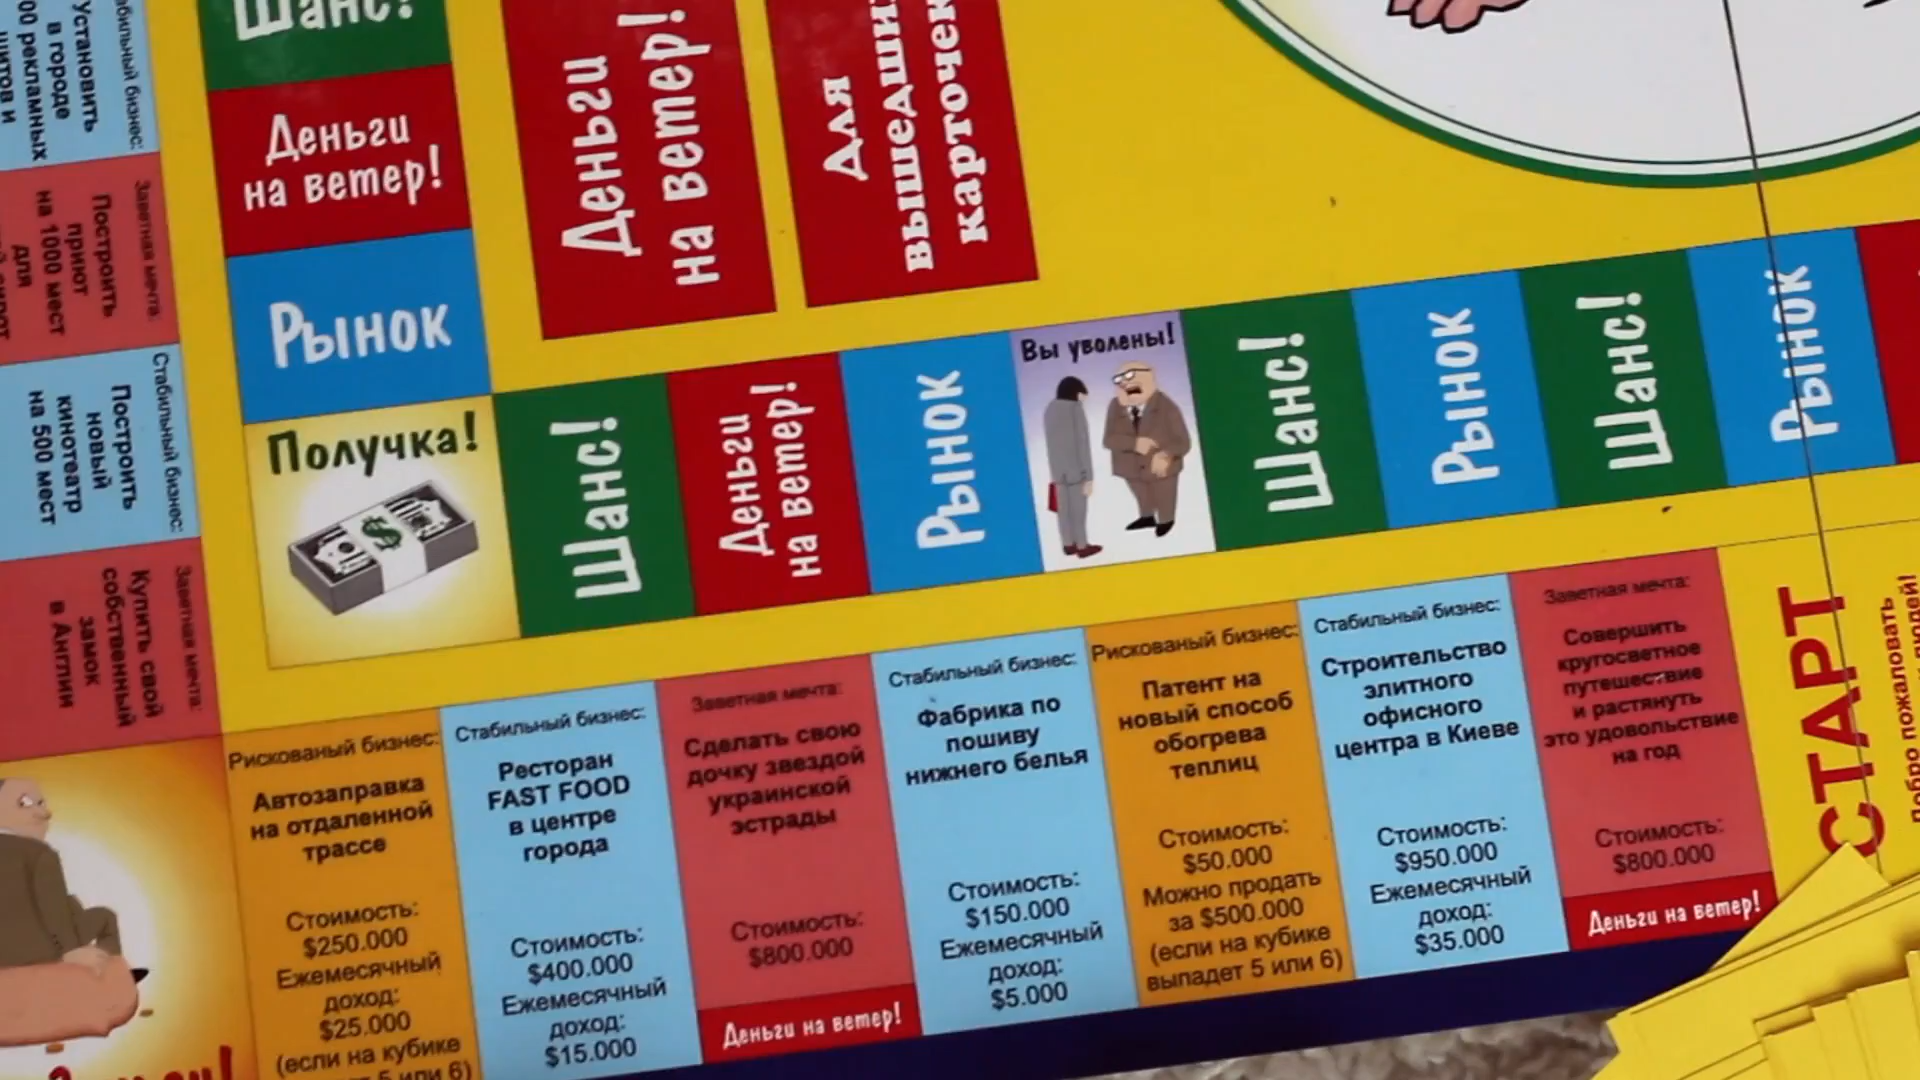 Шанс!
Деньги
на ветер!
Рынок
Получка!
Деньги
на ветер!
Для
карточек
Шанс!
Деньги
на ветер!
Рынок
Вы уволены!
Шанс!
Рынок
Шанс!
Рынок
бизнес:
Установить
в городе
рекламных
щитов и
Заветная мечта:
Построить
приют
на 1000 мест
для
Стабильный бизнес:
Построить
новый
кинотеатр
на 500 мест
Заветная мечта:
Купить свой
собственный
замок
в Англии
Рискованый бизнес:
Автозаправка
на отдаленной
трассе
Стоимость:
$250.000
Ежемесячный
доход:
$25.000
(если на кубике
5 или 6)
Стабильный бизнес:
Ресторан
FAST FOOD
в центре
города
Стоимость:
$400.000
Ежемесячный
доход:
$15.000
Заветная мечта:
Сделать свою
дочку звездой
украинской
эстрады
Стоимость:
$800.000
Деньги на ветер!
Стабильный бизнес:
Фабрика по
пошиву
нижнего белья
Стоимость:
$150.000
Ежемесячный
доход:
$5.000
Рискованый бизнес:
Патент на
новый способ
обогрева
теплиц
Стоимость:
$50.000
Можно продать
за $500.000
(если на кубике
выпадет 5 или 6)
Стабильный бизнес:
Строительство
элитного
офисного
центра в Киеве
Стоимость:
$950.000
Ежемесячный
доход:
$35.000
Заветная мечта:
Совершить
кругосветное
путешествие
и растянуть
это удовольствие
на год
Стоимость:
$800.000
Деньги на ветер!
СТАРТ
Добро пожаловать